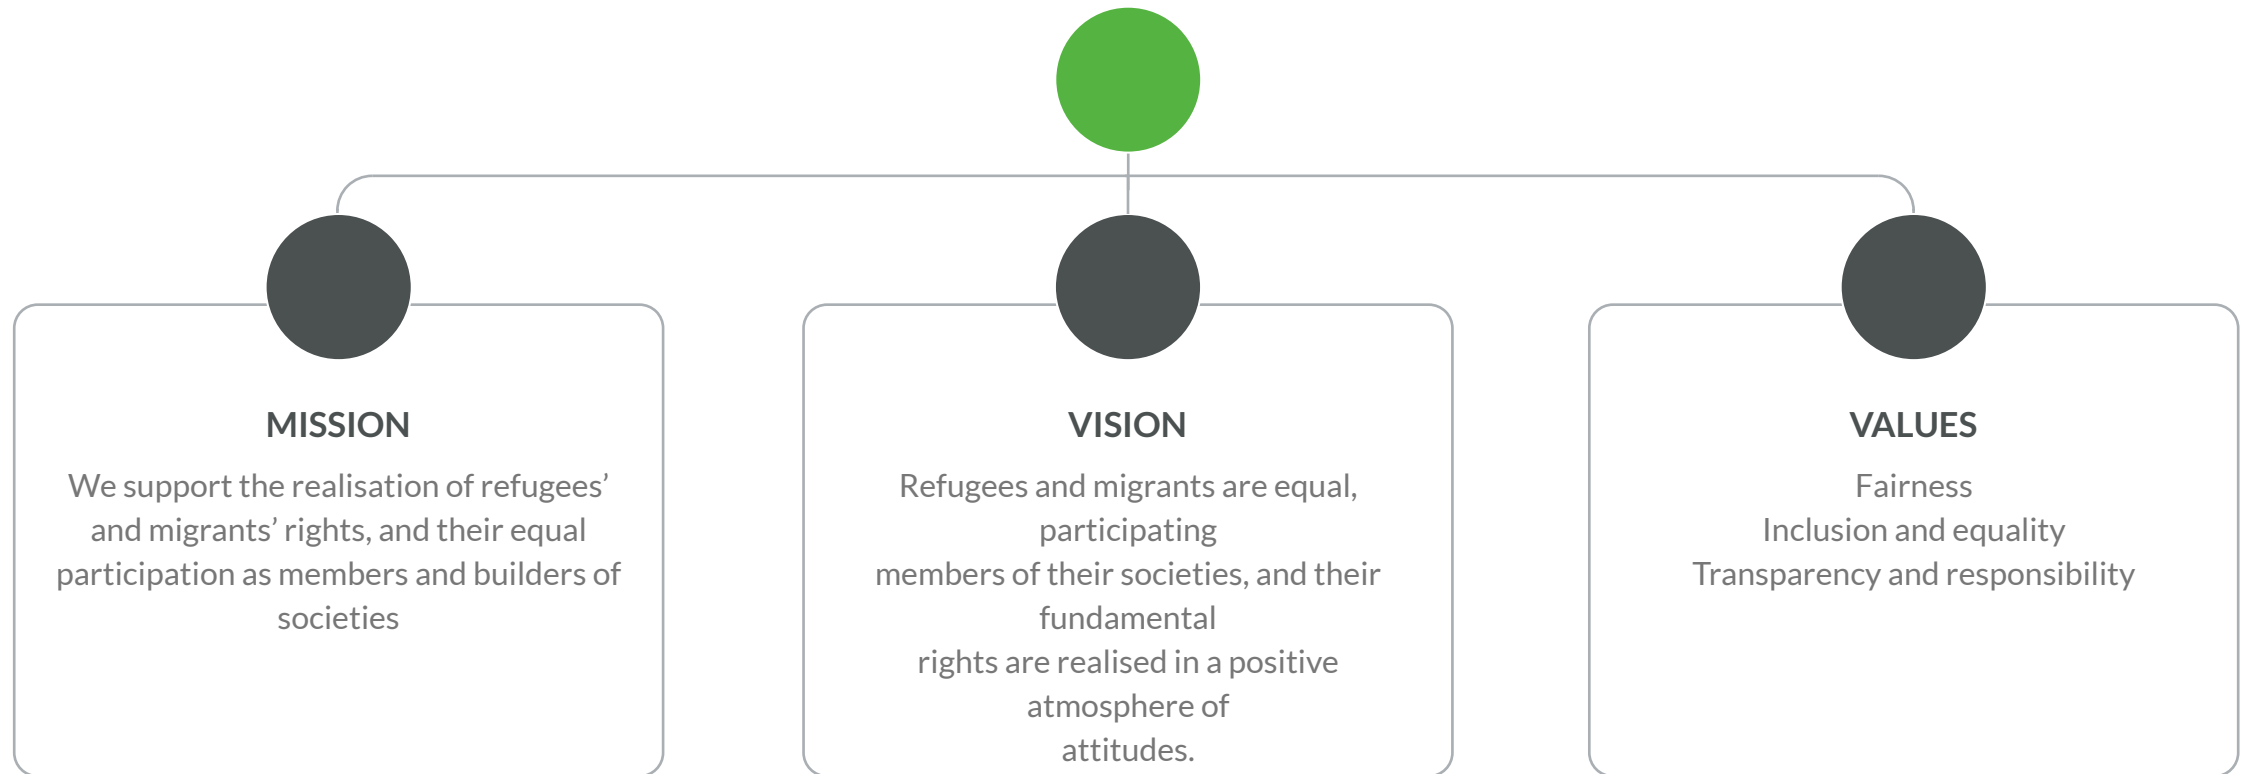 MISSION
We support the realisation of refugees’
and migrants’ rights, and their equal
participation as members and builders of
societies
VISION
Refugees and migrants are equal,
participating
members of their societies, and their
fundamental
rights are realised in a positive
atmosphere of
attitudes.
VALUES
Fairness
Inclusion and equality
Transparency and responsibility